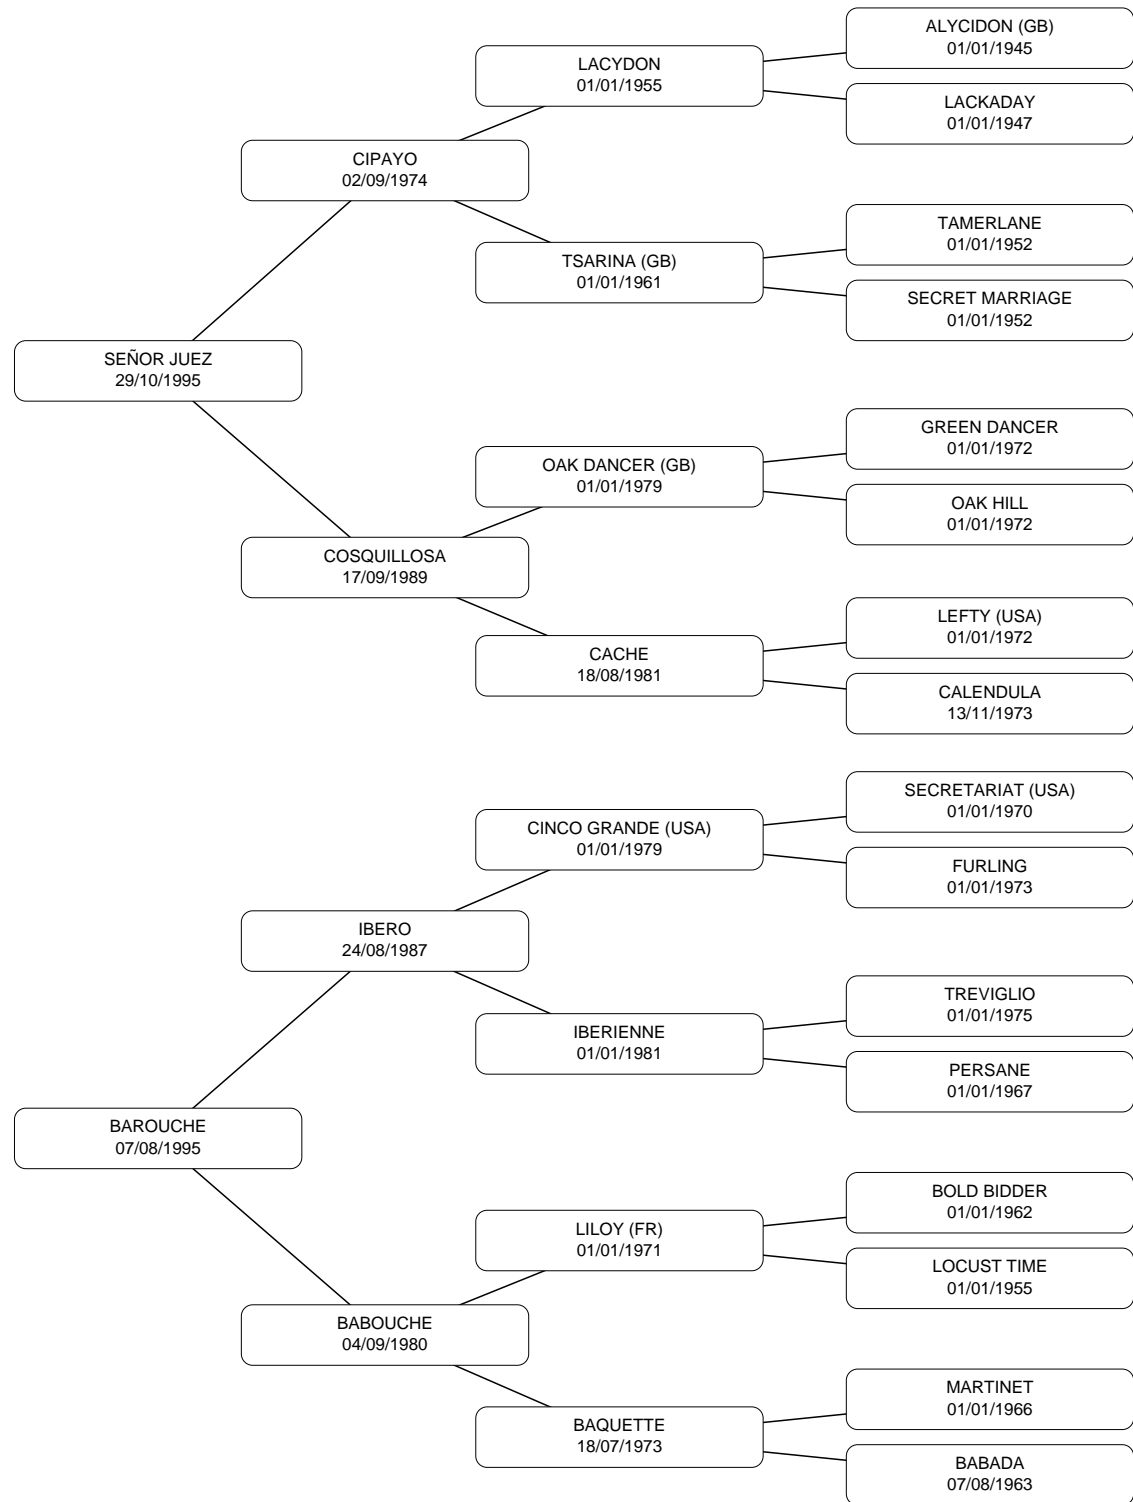 ALYCIDON (GB)
01/01/1945
LACYDON
01/01/1955
LACKADAY
01/01/1947
CIPAYO
02/09/1974
TAMERLANE
01/01/1952
TSARINA (GB)
01/01/1961
SECRET MARRIAGE
01/01/1952
SEÑOR JUEZ
29/10/1995
GREEN DANCER
01/01/1972
OAK DANCER (GB)
01/01/1979
OAK HILL
01/01/1972
COSQUILLOSA
17/09/1989
LEFTY (USA)
01/01/1972
CACHE
18/08/1981
CALENDULA
13/11/1973
SECRETARIAT (USA)
01/01/1970
CINCO GRANDE (USA)
01/01/1979
FURLING
01/01/1973
IBERO
24/08/1987
TREVIGLIO
01/01/1975
IBERIENNE
01/01/1981
PERSANE
01/01/1967
BAROUCHE
07/08/1995
BOLD BIDDER
01/01/1962
LILOY (FR)
01/01/1971
LOCUST TIME
01/01/1955
BABOUCHE
04/09/1980
MARTINET
01/01/1966
BAQUETTE
18/07/1973
BABADA
07/08/1963